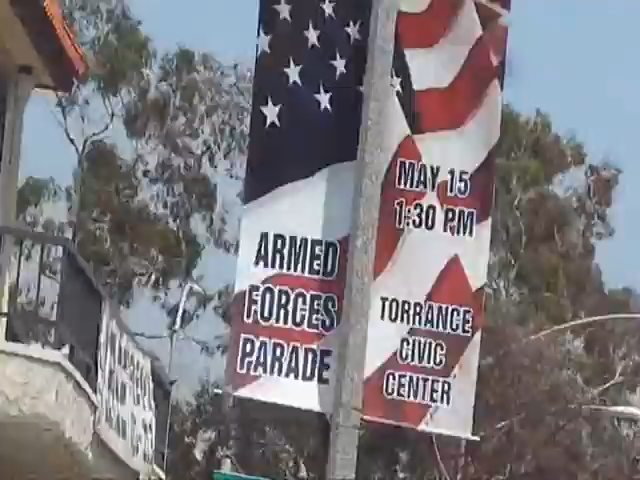 ARMED
FORCES
PARADE
MAY 15
1:30 PM
TORRANCE
CIVIC
CENTER